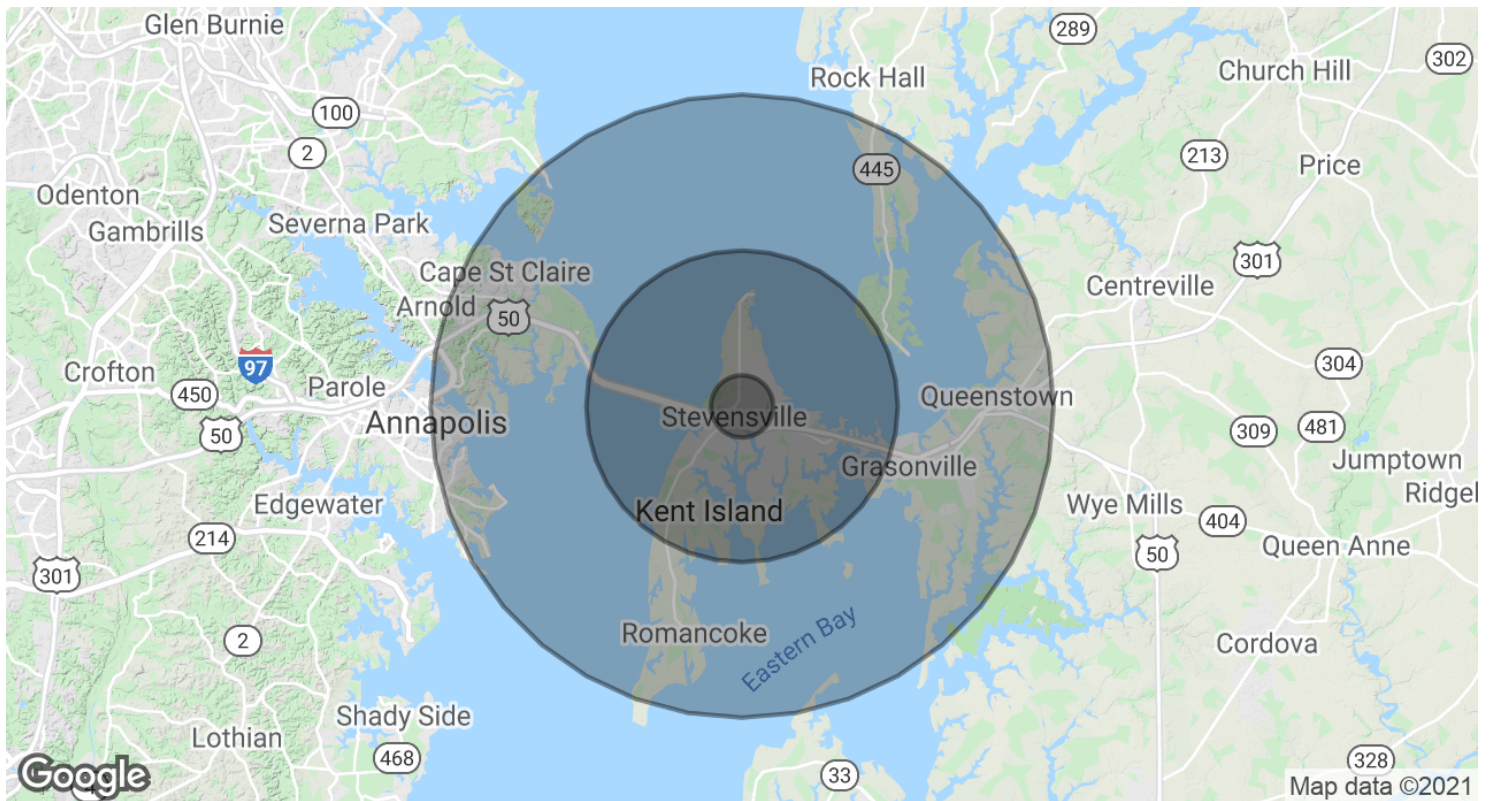 Glen Burnie
289
302
Church Hill
Rock Hall
100
2
445
213
Price
Odenton
Gambrills
Severna Park
301
Cape St Claire
Centreville
Arnold
50
304
97
Crofton
Parole
450
Queenstown
Stevensville
Annapolis
50
309
481
Grasonville
Jumptown
Ridgel
Edgewater
Kent Island
Wye Mills
404
214
Queen Anne
50
301
Romancoke
Eastern Bay
2
Cordova
Shady Side
Lothian
468
328
33
Google
Map data ©2021